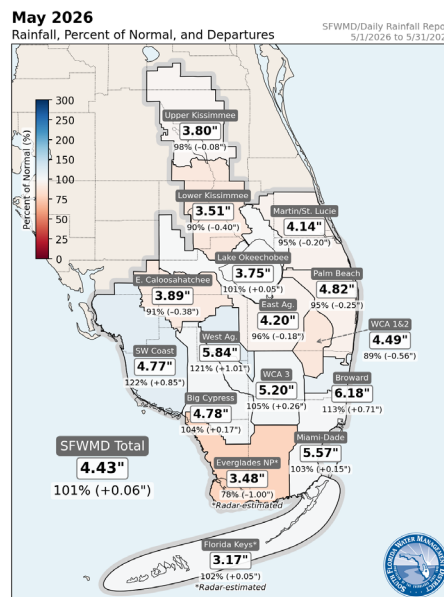 May 2026
Rainfall, Percent of Normal, and Departures
SFWMD/Daily Rainfall
5/1/2026 to
Percent of Normal (%)
300
250
200
150
100
75
50
25
0
Upper Kissimmee
3.80"
98% (−0.08")
Lower Kissimmee
3.51"
90% (−0.40")
Martin/St. Lucie
4.14"
95% (−0.20")
Lake Okeechobee
3.75"
101% (+0.05")
E. Caloosahatchee
3.89"
91% (−0.38")
Palm Beach
4.82"
95% (−0.25")
East Ag.
4.20"
96% (−0.18")
WCA 1&2
4.49"
89% (−0.56")
West Ag.
5.84"
121% (+1.01")
SW Coast
4.77"
122% (+0.85")
WCA 3
5.20"
105% (+0.26")
Broward
6.18"
113% (+0.71")
Big Cypress
4.78"
104% (+0.17")
Miami-Dade
5.57"
103% (+0.15")
SFWMD Total
4.43"
101% (+0.06")
Everglades NP*
3.48"
78% (−1.00")
*Radar-estimated
Florida Keys*
3.17"
102% (+0.05")
*Radar-estimated
SOUTH FLORIDA WATER MANAGEMENT DISTRICT